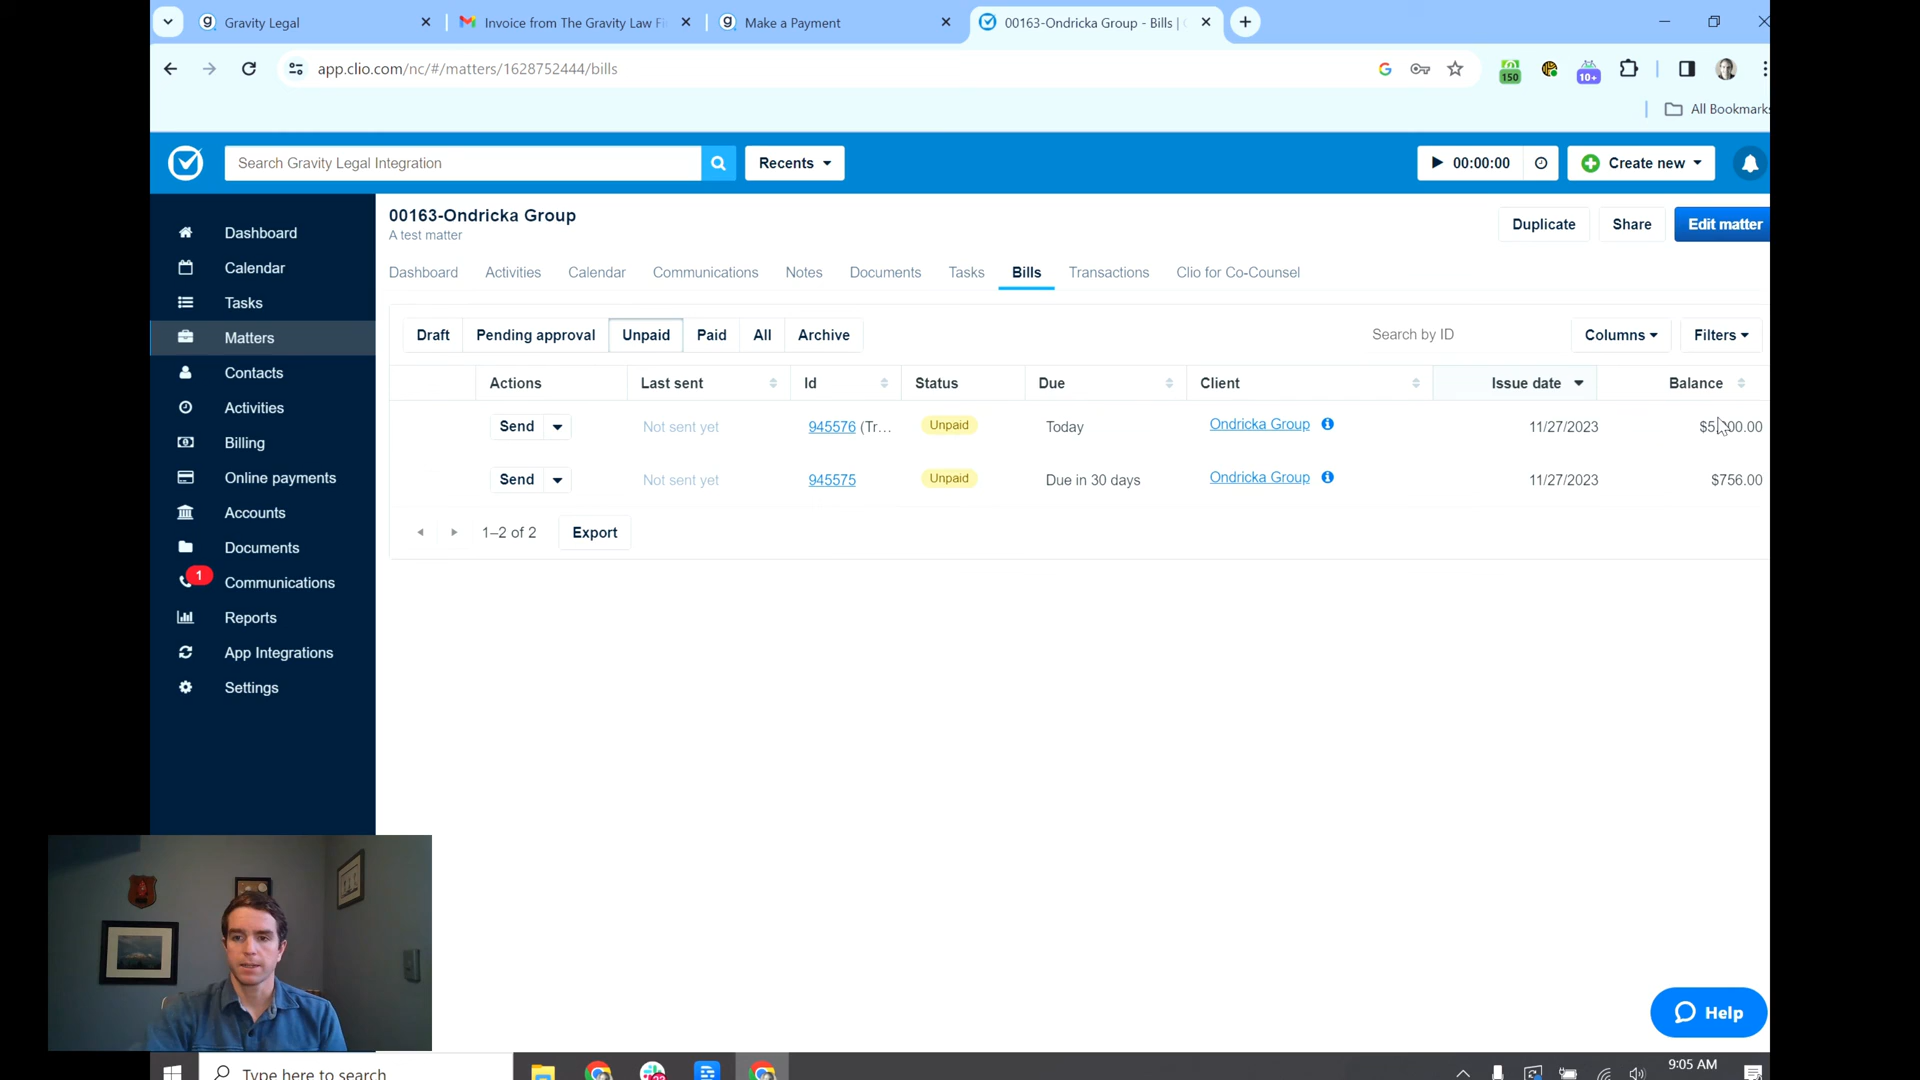 Gravity Legal
Invoice from The Gravity Law Fi
Make a Payment
00163-Ondricka Group - Bills |
app.clio.com/nc/#/matters/1628752444/bills
150
10+
All Bookmarks
Search Gravity Legal Integration
Recents
00:00:00
Create new
00163-Ondricka Group
A test matter
Duplicate
Share
Edit matter
Dashboard
Calendar
Tasks
Matters
Contacts
Activities
Billing
Online payments
Accounts
Documents
1
Communications
Reports
App Integrations
Settings
Dashboard Activities Calendar Communications Notes Documents Tasks Bills Transactions Clio for Co-Counsel
Draft Pending approval Unpaid Paid All Archive
Search by ID
Columns
Filters
Actions Last sent Id Status Due Client Issue date Balance
Send Not sent yet 945576 (Tr... Unpaid Today Ondricka Group 11/27/2023
Send Not sent yet 945575 Unpaid Due in 30 days Ondricka Group 11/27/2023 $756.00
1–2 of 2
Export
Help
Type here to search
9:05 AM